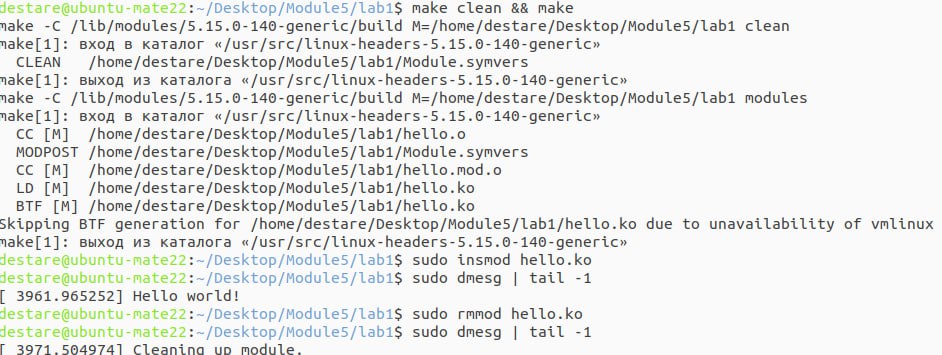 destare@ubuntu-mate22:~/Desktop/Module5/lab1$ make clean && make
make -C /lib/modules/5.15.0-140-generic/build M=/home/destare/Desktop/Module5/lab1 clean
make[1]: вход в каталог «/usr/src/linux-headers-5.15.0-140-generic»
  CLEAN   /home/destare/Desktop/Module5/lab1/Module.symvers
make[1]: выход из каталога «/usr/src/linux-headers-5.15.0-140-generic»
make -C /lib/modules/5.15.0-140-generic/build M=/home/destare/Desktop/Module5/lab1 modules
make[1]: вход в каталог «/usr/src/linux-headers-5.15.0-140-generic»
  CC [M]  /home/destare/Desktop/Module5/lab1/hello.o
  MODPOST /home/destare/Desktop/Module5/lab1/Module.symvers
  CC [M]  /home/destare/Desktop/Module5/lab1/hello.mod.o
  LD [M]  /home/destare/Desktop/Module5/lab1/hello.ko
  BTF [M] /home/destare/Desktop/Module5/lab1/hello.ko
Skipping BTF generation for /home/destare/Desktop/Module5/lab1/hello.ko due to unavailability of vmlinux
make[1]: выход из каталога «/usr/src/linux-headers-5.15.0-140-generic»
destare@ubuntu-mate22:~/Desktop/Module5/lab1$ sudo insmod hello.ko
destare@ubuntu-mate22:~/Desktop/Module5/lab1$ sudo dmesg | tail -1
[ 3961.965252] Hello world!
destare@ubuntu-mate22:~/Desktop/Module5/lab1$ sudo rmmod hello.ko
destare@ubuntu-mate22:~/Desktop/Module5/lab1$ sudo dmesg | tail -1
[ 3971.504974] Cleaning up module.